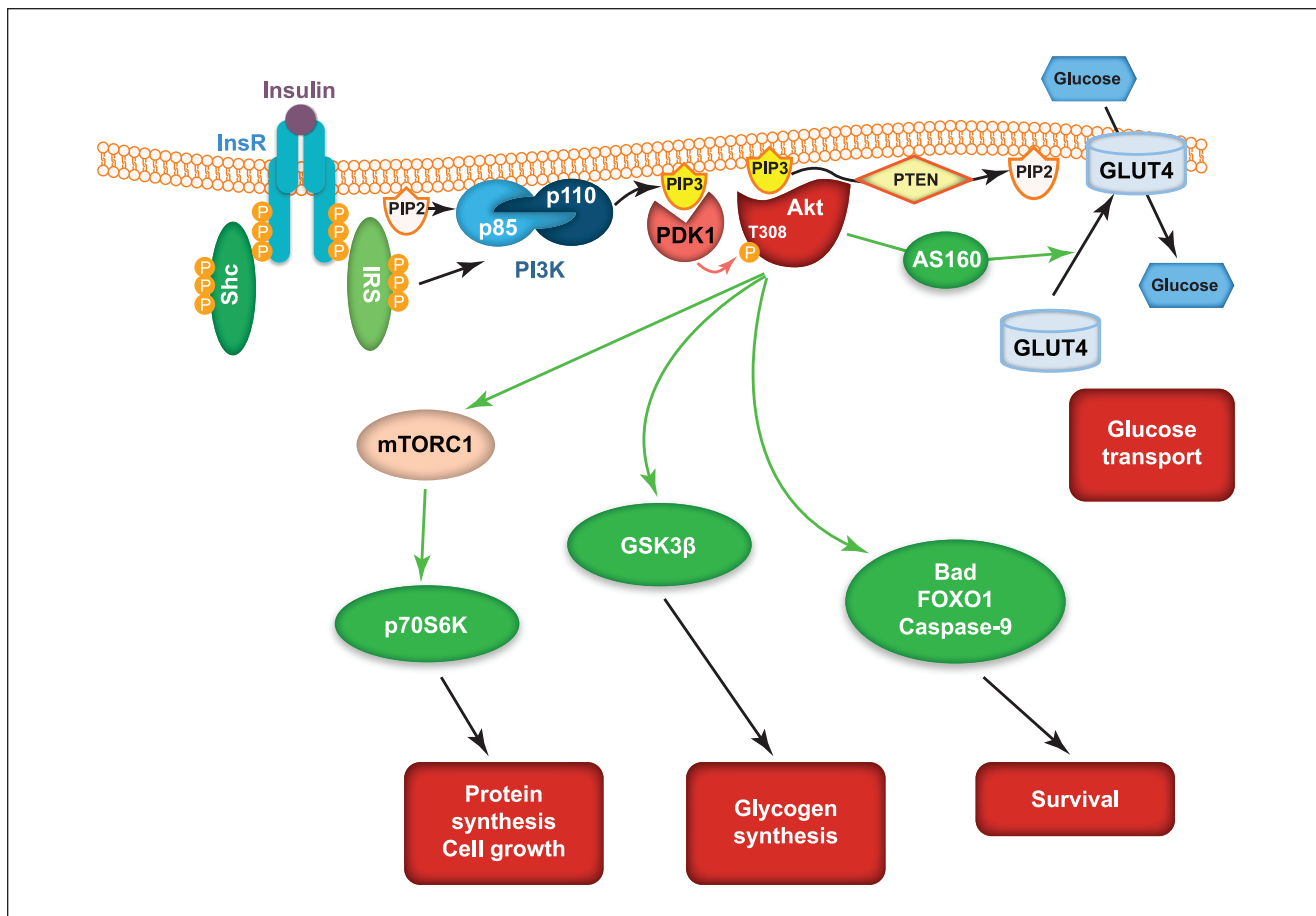 Insulin
InsR
Glucose
GLUT4
PIP2
p85
p110
PI3K
PIP3
PDK1
PIP3
Akt
T308
P
PTEN
PIP2
AS160
Glucose
GLUT4
P
P
P
P
P
P
P
P
P
Shc
P
P
P
IRS
Glucose
transport
mTORC1
GSK3β
Bad
FOXO1
Caspase-9
p70S6K
Protein
synthesis
Cell growth
Glycogen
synthesis
Survival